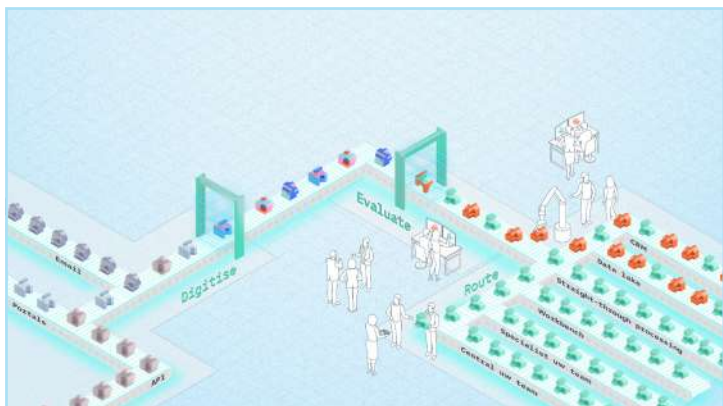 Email
Portals
API
Digitise
Evaluate
Route
CRM
Data lake
Straight-through processing
Workbench
Specialist uw team
Central uw team